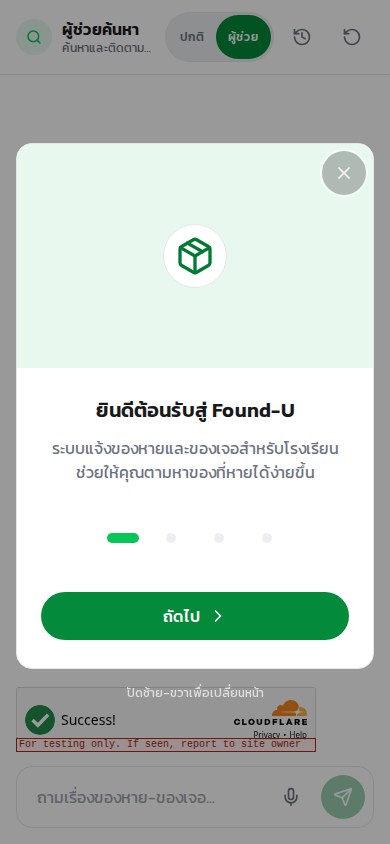 ผู้ช่วยค้นหา
ค้นหาและติดตาม...
ปกติ
ผู้ช่วย
ยินดีต้อนรับสู่ Found-U
ระบบแจ้งของหายและของเจอสำหรับโรงเรียน
ช่วยให้คุณตามหาของที่หายได้ง่ายขึ้น
ถัดไป
ปัดซ้าย-ขวาเพื่อเปลี่ยนหน้า
Success!
CLOUDFLARE
Privacy • Help
For testing only. If seen, report to site owner
ถามเรื่องของหาย-ของเจอ...